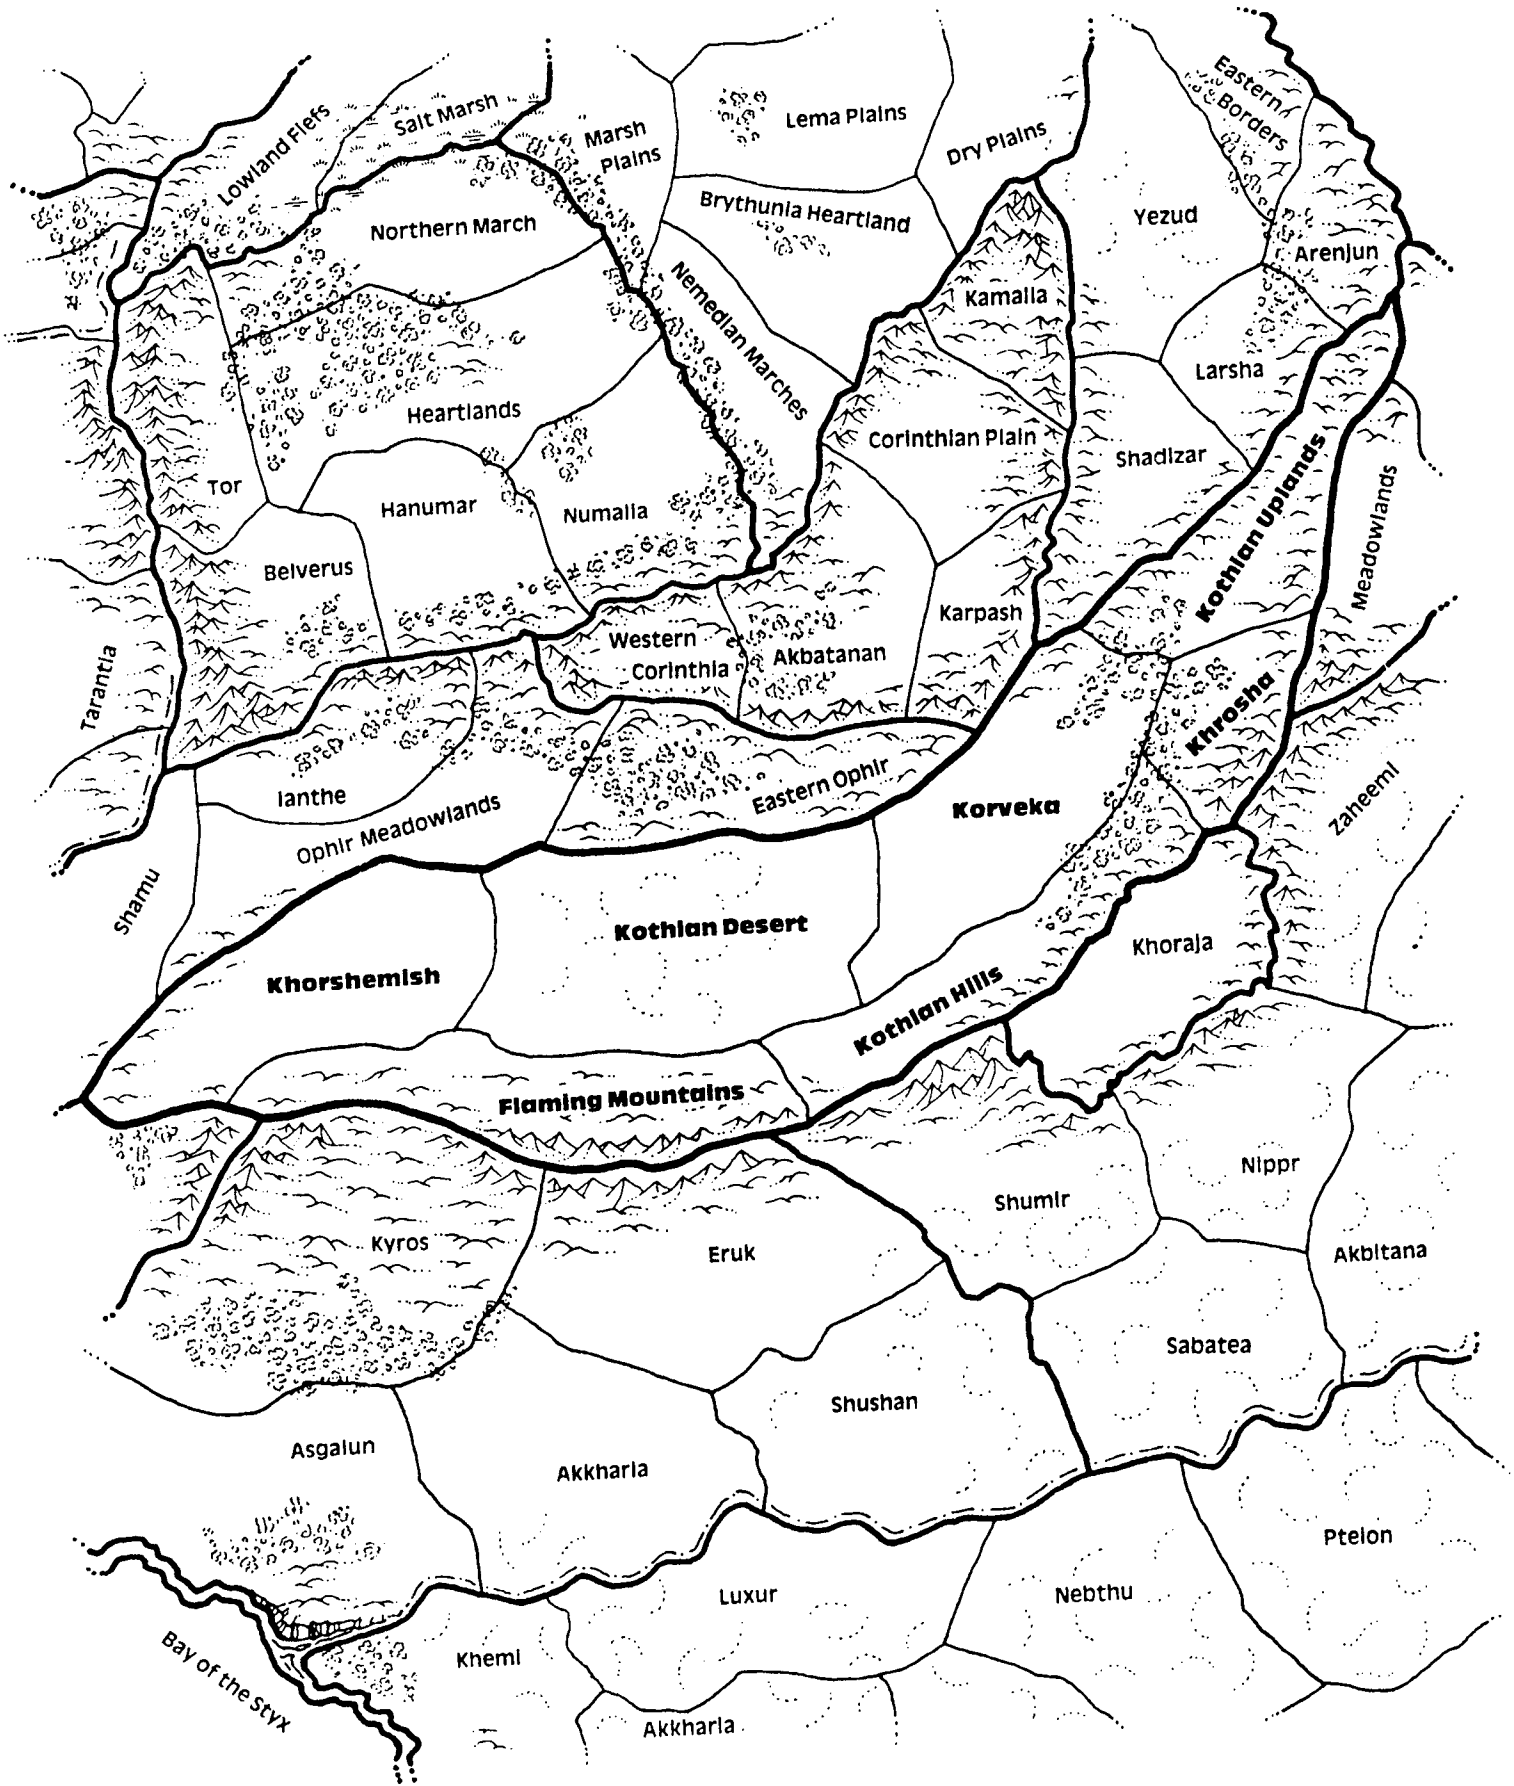 Eastern
Borders
Lowland Fiefs
Salt Marsh
Marsh
Plains
Lema Plains
Dry Plains
Northern March
Brythunia Heartland
Yezud
Arenjun
Nemedian Marches
Kamalla
Larsha
Heartlands
Corinthian Plain
Shadizar
Tor
Hanumar
Numalia
Kothian Uplands
Meadowlands
Belverus
Karpash
Western
Corinthia
Akbatanan
Tarantia
Khrosha
Ianthe
Ophir Meadowlands
Eastern Ophir
Korveka
Zaheemi
Shamu
Kothian Desert
Khoraja
Khorshemish
Kothian Hills
Flaming Mountains
Nippr
Shumir
Kyros
Eruk
Akbitana
Sabatea
Shushan
Asgalun
Akkharia
Ptelon
Luxur
Nebthu
Khemi
Bay of the Styx
Akkharia